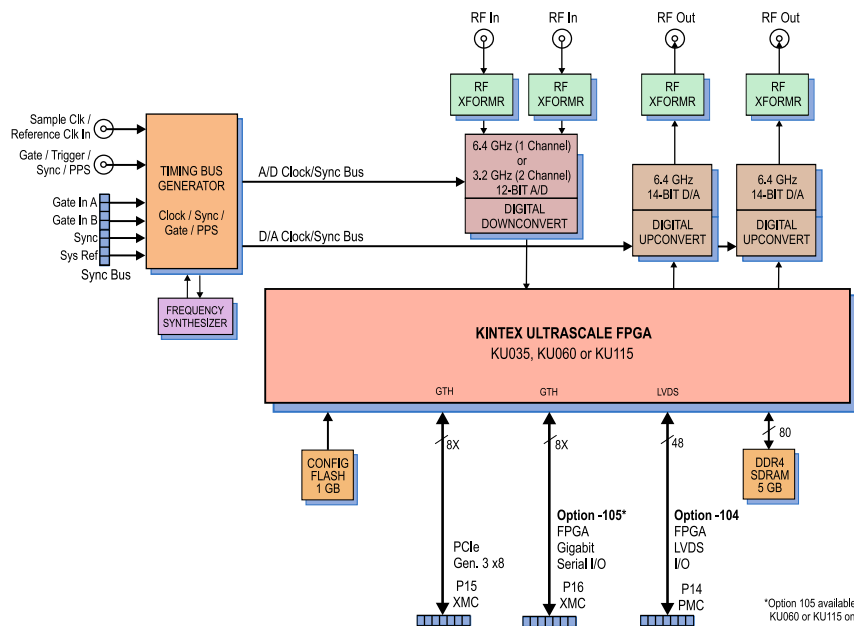 RF In
RF In
RF Out
RF Out
RF
XFORMR
RF
XFORMR
RF
XFORMR
RF
XFORMR
Sample Clk /
Reference Clk In
Gate / Trigger /
Sync / PPS
Gate In A
Gate In B
Sync
Sys Ref
Sync Bus
TIMING BUS
GENERATOR
Clock / Sync /
Gate / PPS
FREQUENCY
SYNTHESIZER
A/D Clock/Sync Bus
D/A Clock/Sync Bus
6.4 GHz (1 Channel)
or
3.2 GHz (2 Channel)
12-BIT A/D
DIGITAL
DOWNCONVERT
6.4 GHz
14-BIT D/A
DIGITAL
UPCONVERT
6.4 GHz
14-BIT D/A
DIGITAL
UPCONVERT
KINTEX ULTRASCALE FPGA
KU035, KU060 or KU115
GTH
GTH
LVDS
8X
8X
48
80
CONFIG
FLASH
1 GB
DDR4
SDRAM
5 GB
PCIe
Gen. 3 x8
P15
XMC
Option -105*
FPGA
Gigabit
Serial I/O
P16
XMC
Option -104
FPGA
LVDS
I/O
P14
PMC
*Option 105 available
KU060 or KU115 on